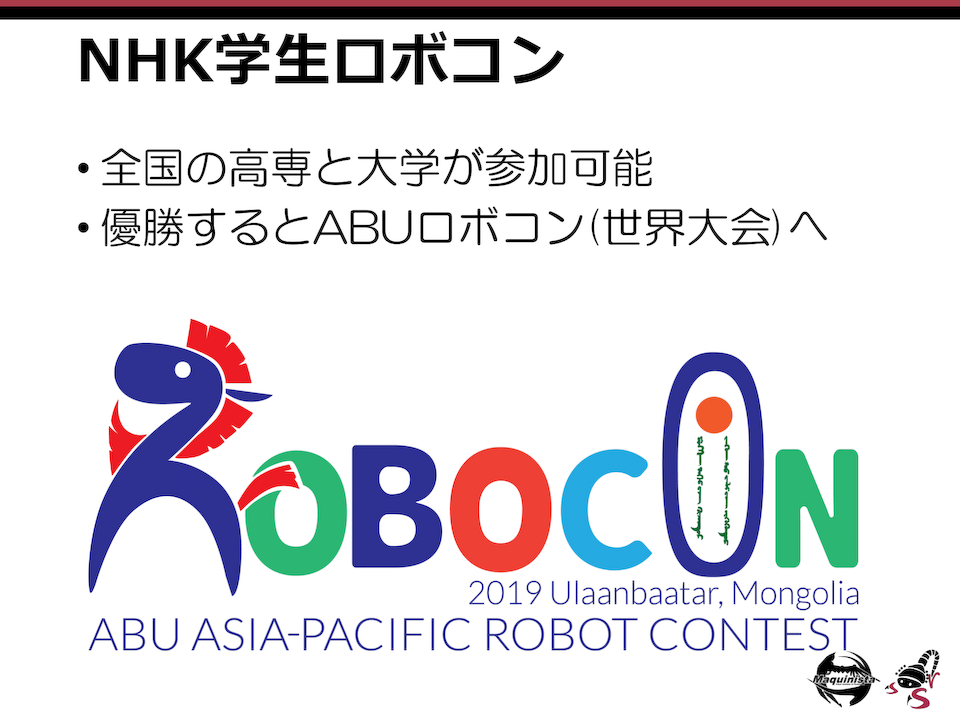 NHK学生ロボコン
• 全国の高専と大学が参加可能
• 優勝するとABUロボコン(世界大会)へ
ROBOCON
2019 Ulaanbaatar, Mongolia
ABU ASIA-PACIFIC ROBOT CONTEST
Maquinista